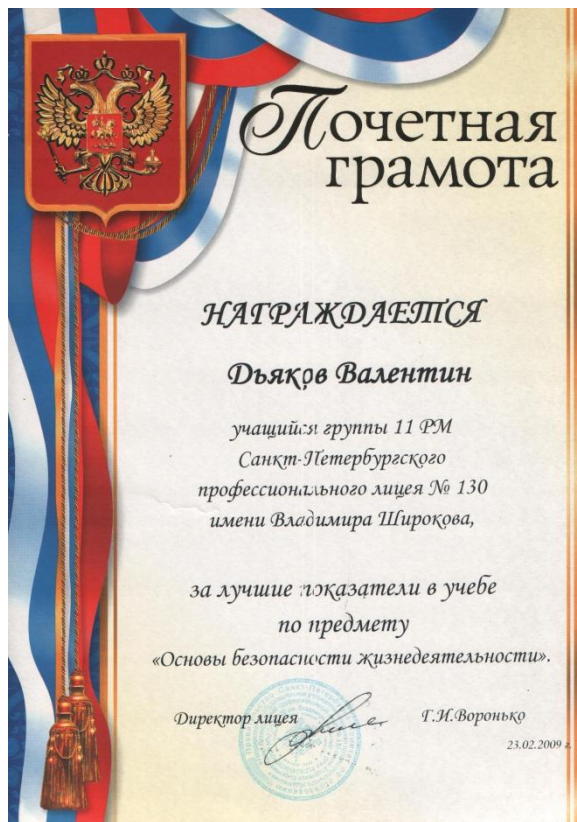 Почетная
грамота
НАГРАЖДАЕТСЯ
Дьяков Валентин
учащийся группы 11 РМ
Санкт-Петербургского
профессионального лицея № 130
имени Владимира Широкова,
за лучшие показатели в учебе
по предмету
«Основы безопасности жизнедеятельности».
Директор лицея Г.И.Воронько
23.02.2009 г.